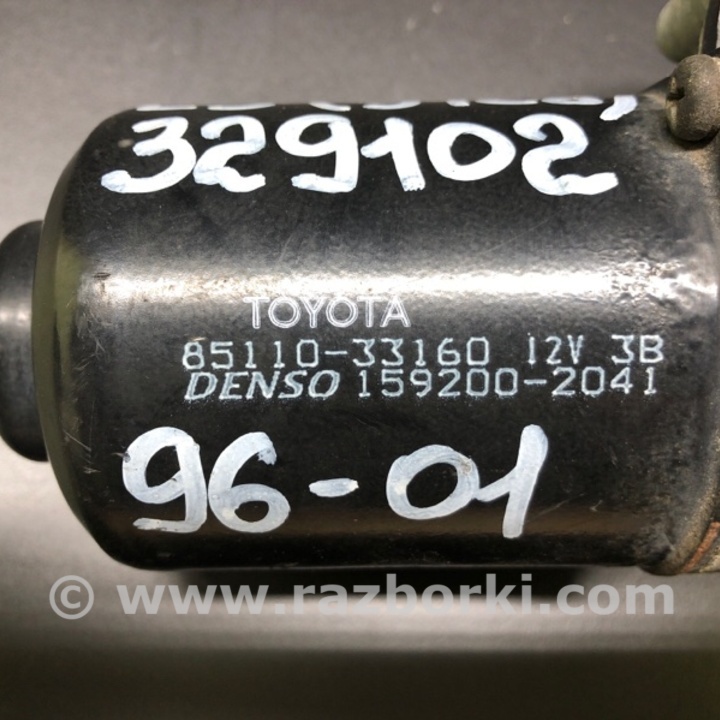 329102
TOYOTA
85110-33160 12V 3B
DENSO 159200-2041
96-01
© www.razborki.com